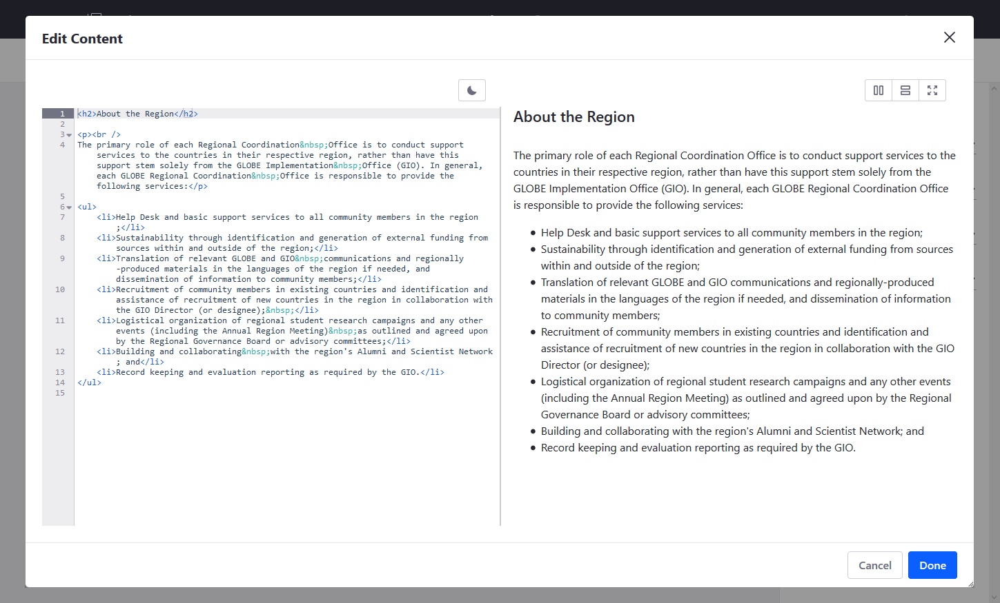 Edit Content
1 <h2>About the Region</h2>
2
3 <p><br />
4 The primary role of each Regional Coordination&nbsp;Office is to conduct support
services to the countries in their respective region, rather than have this
support stem solely from the GLOBE Implementation&nbsp;Office (GIO). In general,
each GLOBE Regional Coordination&nbsp;Office is responsible to provide the
following services:</p>
5
6 <ul>
7 <li>Help Desk and basic support services to all community members in the region
;</li>
8 <li>Sustainability through identification and generation of external funding from
sources within and outside of the region;</li>
9 <li>Translation of relevant GLOBE and GIO&nbsp;communications and regionally
-produced materials in the languages of the region if needed, and
dissemination of information to community members;</li>
10 <li>Recruitment of community members in existing countries and identification and
assistance of recruitment of new countries in the region in collaboration with
the GIO Director (or designee);&nbsp;</li>
11 <li>Logistical organization of regional student research campaigns and any other
events (including the Annual Region Meeting)&nbsp;as outlined and agreed upon
by the Regional Governance Board or advisory committees;</li>
12 <li>Building and collaborating&nbsp;with the region's Alumni and Scientist Network
; and</li>
13 <li>Record keeping and evaluation reporting as required by the GIO.</li>
14 </ul>
15
About the Region
The primary role of each Regional Coordination Office is to conduct support services to the
countries in their respective region, rather than have this support stem solely from the
GLOBE Implementation Office (GIO). In general, each GLOBE Regional Coordination Office
is responsible to provide the following services:
• Help Desk and basic support services to all community members in the region;
• Sustainability through identification and generation of external funding from sources
within and outside of the region;
• Translation of relevant GLOBE and GIO communications and regionally-produced
materials in the languages of the region if needed, and dissemination of information
to community members;
• Recruitment of community members in existing countries and identification and
assistance of recruitment of new countries in the region in collaboration with the GIO
Director (or designee);
• Logistical organization of regional student research campaigns and any other events
(including the Annual Region Meeting) as outlined and agreed upon by the Regional
Governance Board or advisory committees;
• Building and collaborating with the region's Alumni and Scientist Network; and
• Record keeping and evaluation reporting as required by the GIO.
Cancel
Done